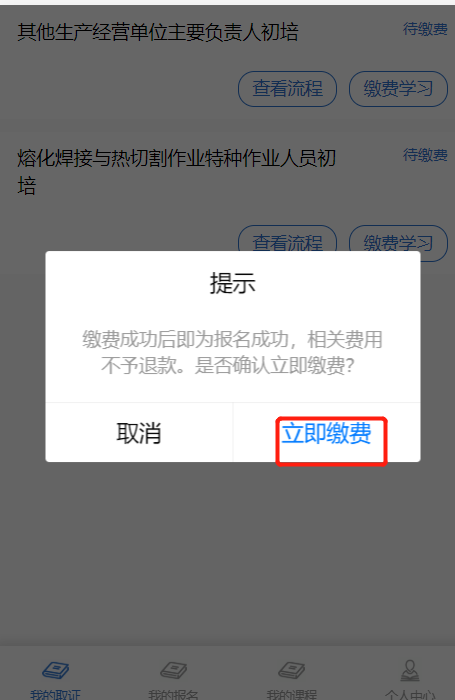 其他生产经营单位主要负责人初培
待缴费
查看流程
缴费学习
熔化焊接与热切割作业特种作业人员初
培
待缴费
查看流程
缴费学习
提示
缴费成功后即为报名成功，相关费用
不予退款。是否确认立即缴费？
取消
立即缴费
我的取证
我的报名
我的课程
个人中心